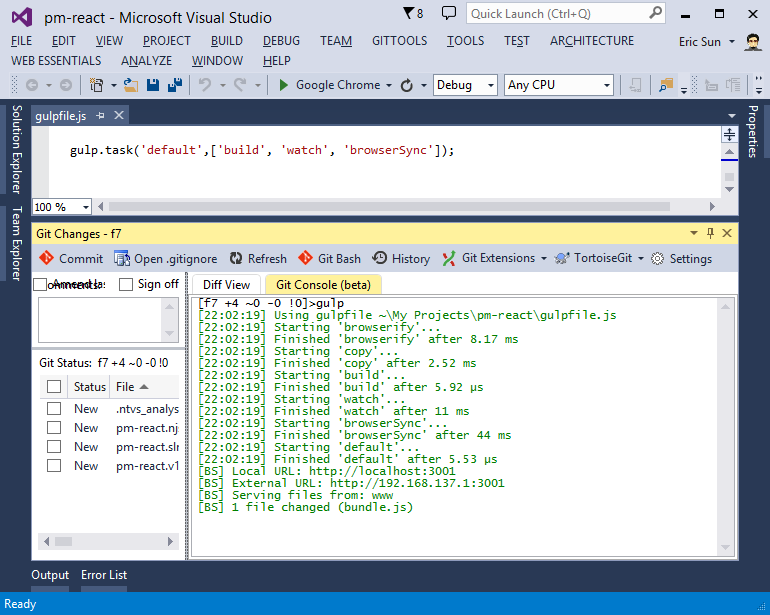 pm-react - Microsoft Visual Studio
8
Quick Launch (Ctrl+Q)
FILE EDIT VIEW PROJECT BUILD DEBUG TEAM GITTOOLS TOOLS TEST ARCHITECTURE Eric Sun
WEB ESSENTIALS ANALYZE WINDOW HELP
Google Chrome Debug Any CPU
Solution Explorer
Team Explorer
gulpfile.js
Properties
gulp.task('default',['build', 'watch', 'browserSync']);
100 %
Git Changes - f7
Commit Open .gitignore Refresh Git Bash History Git Extensions TortoiseGit Settings
Sign off
Diff View Git Console (beta)
Git Status: f7 +4 ~0 -0 !0
Status File
New .ntvs_analys
New pm-react.nj
New pm-react.slr
New pm-react.v1
[f7 +4 ~0 -0 !0]>gulp
[22:02:19] Using gulpfile ~\My Projects\pm-react\gulpfile.js
[22:02:19] Starting 'browserify'...
[22:02:19] Finished 'browserify' after 8.17 ms
[22:02:19] Starting 'copy'...
[22:02:19] Finished 'copy' after 2.52 ms
[22:02:19] Starting 'build'...
[22:02:19] Finished 'build' after 5.92 μs
[22:02:19] Starting 'watch'...
[22:02:19] Finished 'watch' after 11 ms
[22:02:19] Starting 'browserSync'...
[22:02:19] Finished 'browserSync' after 44 ms
[22:02:19] Starting 'default'...
[22:02:19] Finished 'default' after 5.53 μs
[BS] Local URL: http://localhost:3001
[BS] External URL: http://192.168.137.1:3001
[BS] Serving files from: www
[BS] 1 file changed (bundle.js)
Output Error List
Ready